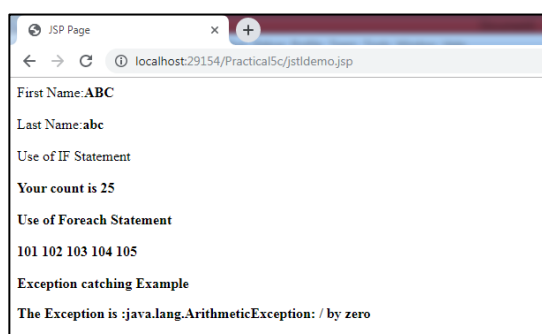 JSP Page
localhost:29154/Practical5c/jstldemo.jsp
First Name:ABC
Last Name:abc
Use of IF Statement
Your count is 25
Use of Foreach Statement
101 102 103 104 105
Exception catching Example
The Exception is :java.lang.ArithmeticException: / by zero